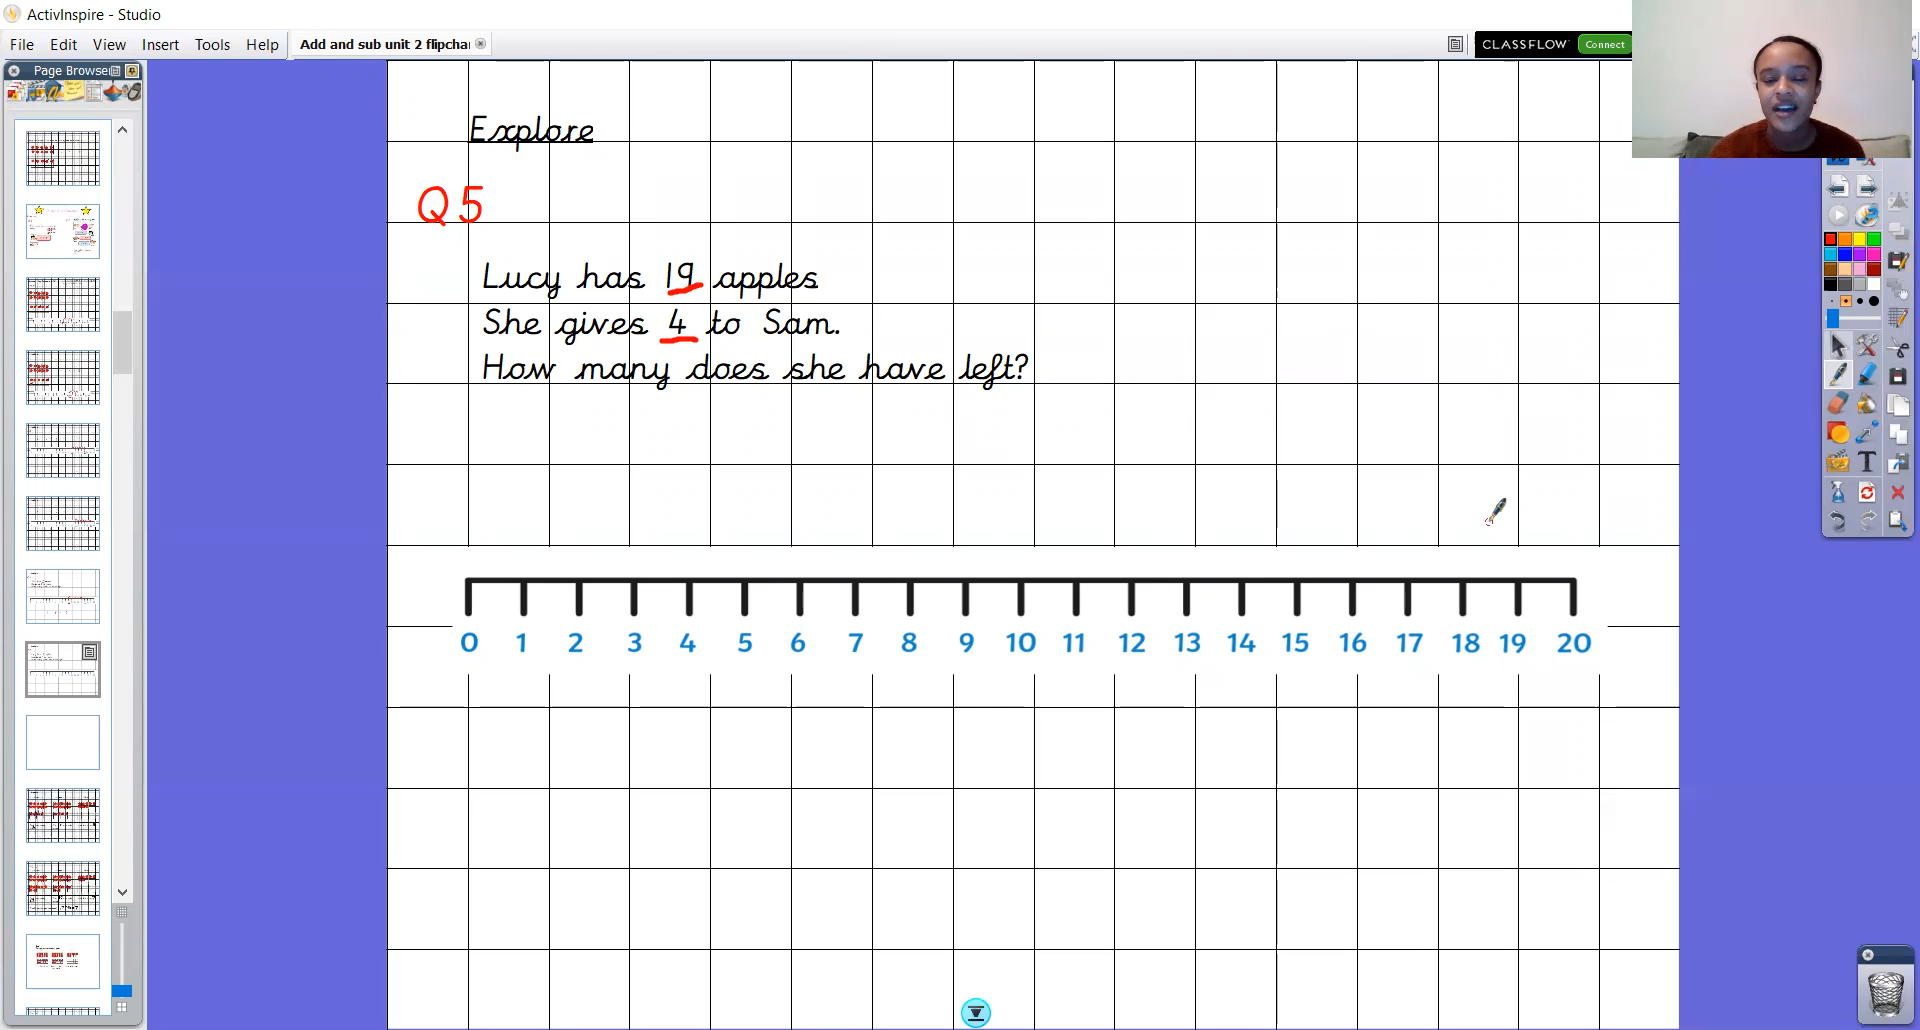 ActivInspire - Studio
File Edit View Insert Tools Help
Add and sub unit 2 flipchar
CLASSFLOW Connect
Page Browser
Explore
Q5
Lucy has 19 apples
She gives 4 to Sam.
How many does she have left?
0 1 2 3 4 5 6 7 8 9 10 11 12 13 14 15 16 17 18 19 20
T